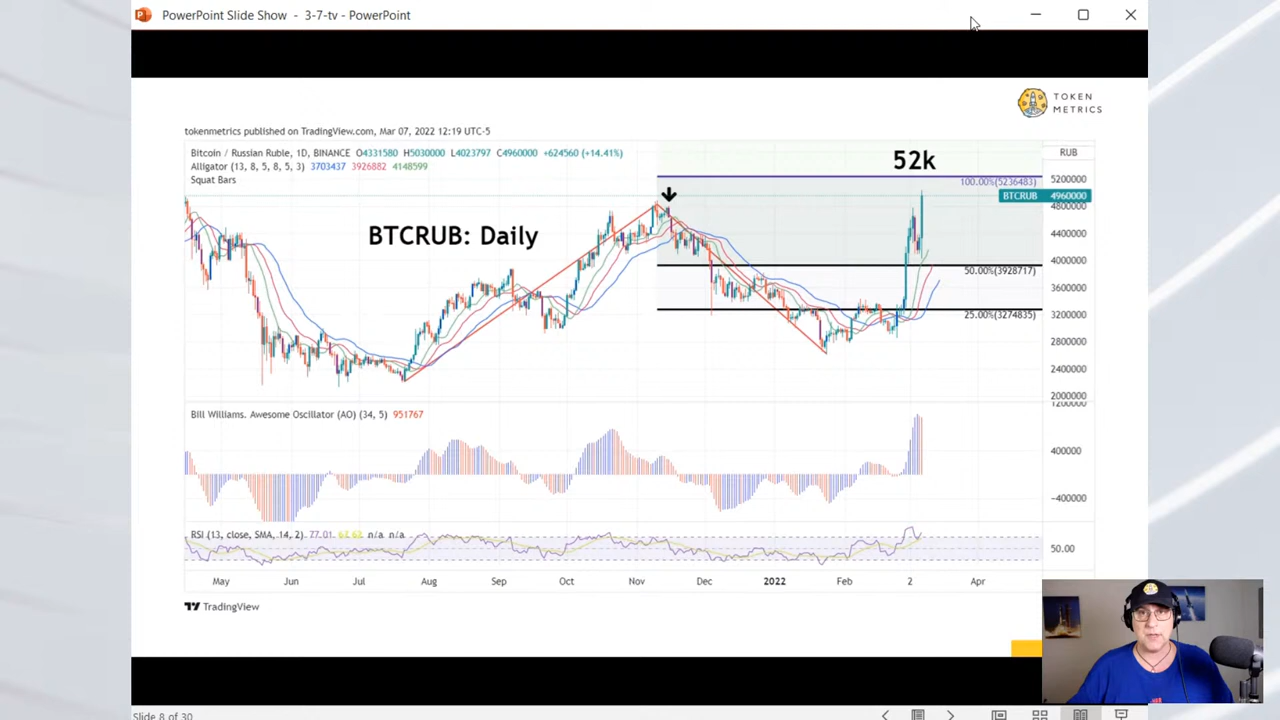 PowerPoint Slide Show - 3-7-tv - PowerPoint
TOKEN
METRICS
tokenmetrics published on TradingView.com, Mar 07, 2022 12:19 UTC-5
Bitcoin / Russian Ruble, 1D, BINANCE O4331580 H5030000 L4023797 C4960000 +624560 (+14.41%)
Alligator (13, 8, 5, 8, 5, 3) 3703437 3926882 4148599
Squat Bars
52k
RUB
100.00%(5236483)
5200000
BTCRUB 4960000
4800000
BTCRUB: Daily
4400000
4000000
50.00%(3928717)
3600000
25.00%(3274835)
3200000
2800000
2400000
2000000
1200000
Bill Williams. Awesome Oscillator (AO) (34, 5) 951767
400000
-400000
RSI (13, close, SMA, 14, 2) 77.01 n/a n/a
50.00
May Jun Jul Aug Sep Oct Nov Dec 2022 Feb 2 Apr
TradingView
Slide 8 of 30